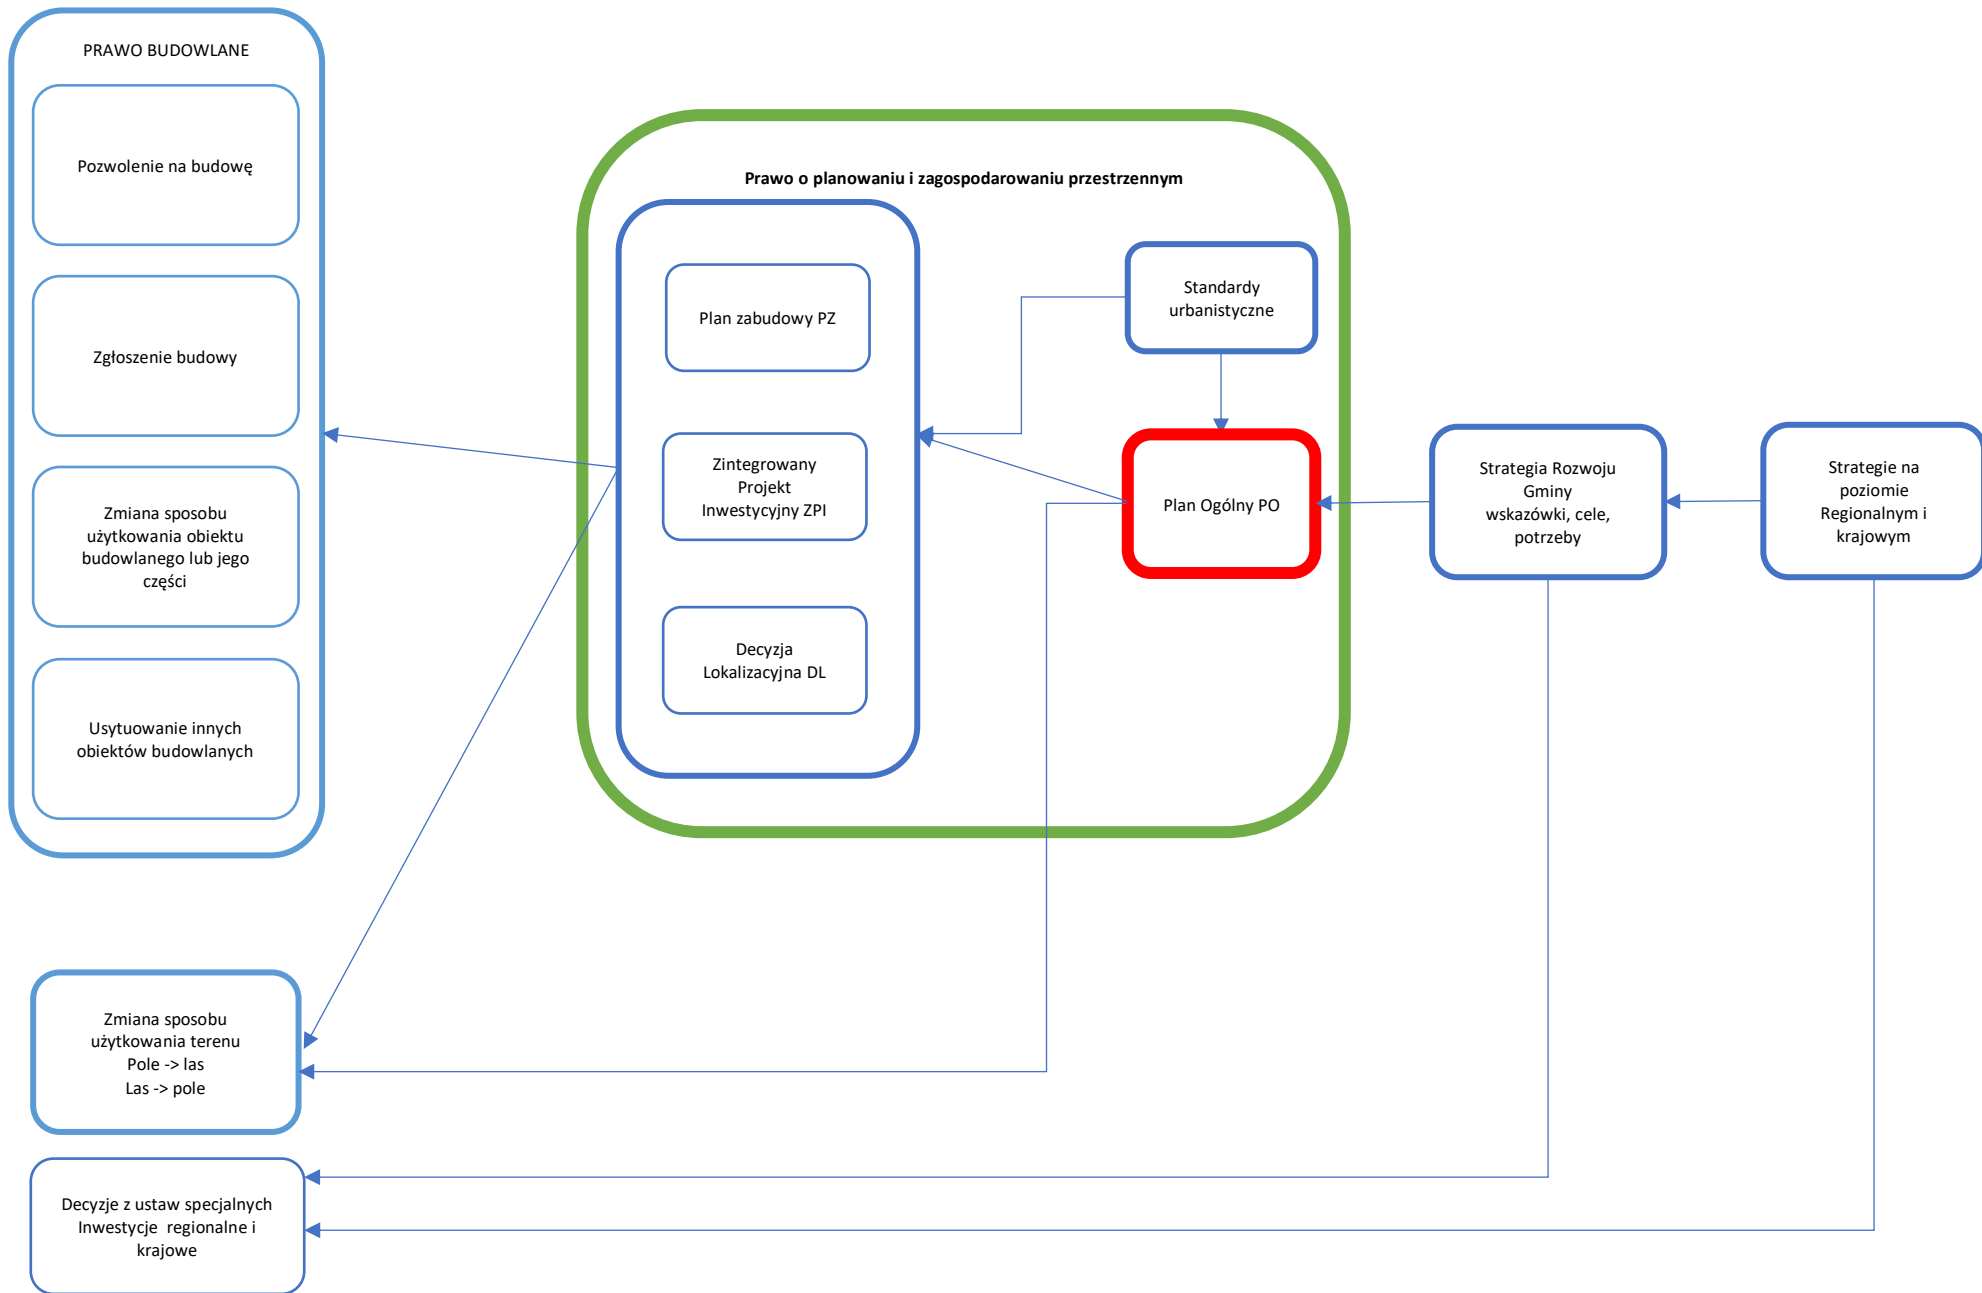 PRAWO BUDOWLANE
Pozwolenie na budowę
Zgłoszenie budowy
Zmiana sposobu
użytkowania obiektu
budowlanego lub jego
części
Usytuowanie innych
obiektów budowlanych
Prawo o planowaniu i zagospodarowaniu przestrzennym
Plan zabudowy PZ
Zintegrowany
Projekt
Inwestycyjny ZPI
Decyzja
Lokalizacyjna DL
Standardy
urbanistyczne
Plan Ogólny PO
Strategia Rozwoju
Gminy
wskazówki, cele,
potrzeby
Strategie na
poziomie
Regionalnym i
krajowym
Zmiana sposobu
użytkowania terenu
Pole -> las
Las -> pole
Decyzje z ustaw specjalnych
Inwestycje  regionalne i
krajowe